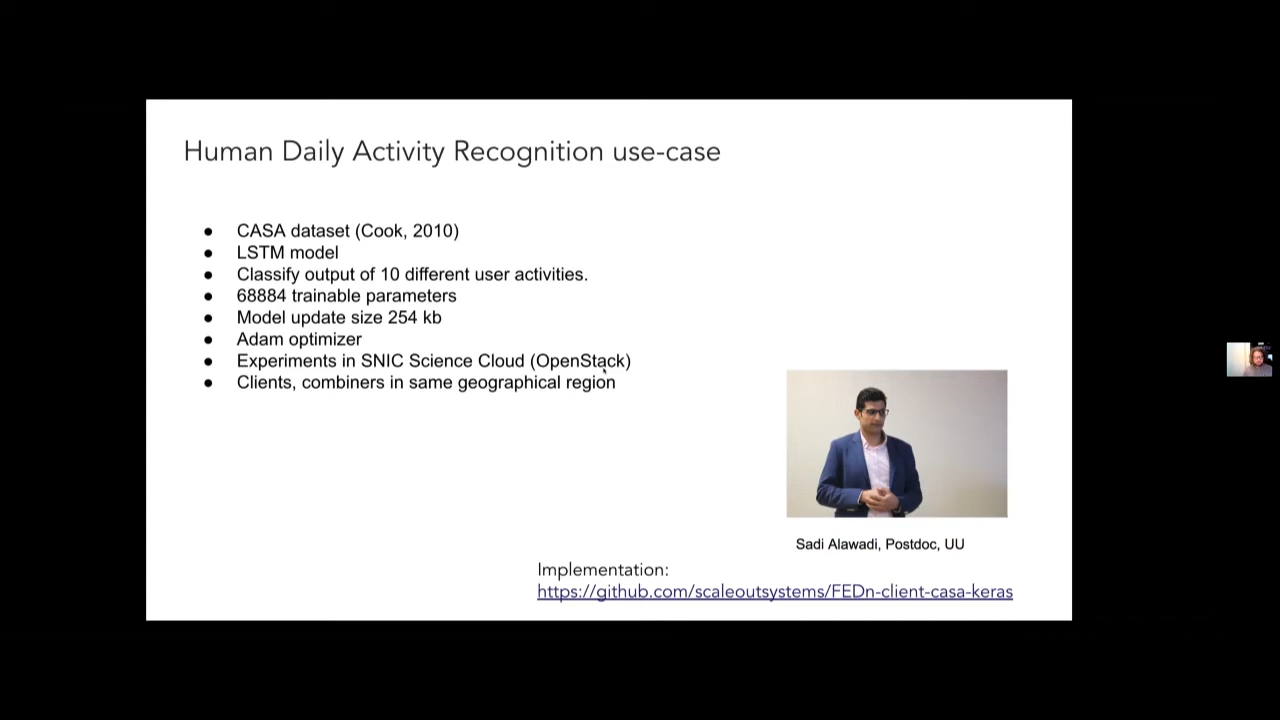 Human Daily Activity Recognition use-case
● CASA dataset (Cook, 2010)
● LSTM model
● Classify output of 10 different user activities.
● 68884 trainable parameters
● Model update size 254 kb
● Adam optimizer
● Experiments in SNIC Science Cloud (OpenStack)
● Clients, combiners in same geographical region
Sadi Alawadi, Postdoc, UU
Implementation:
https://github.com/scaleoutsystems/FEDn-client-casa-keras